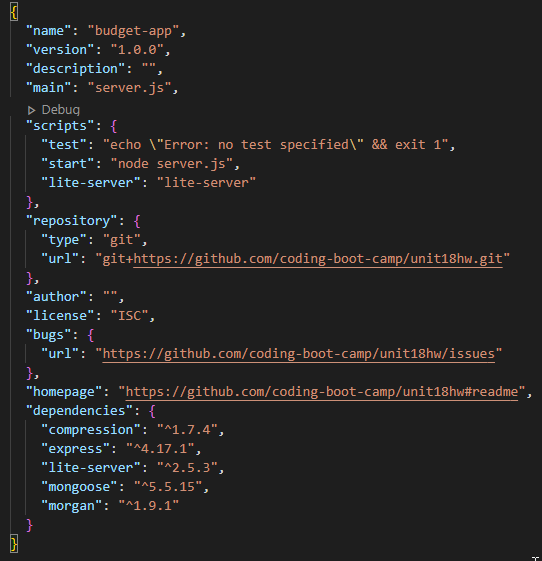 {
"name": "budget-app",
"version": "1.0.0",
"description": "",
"main": "server.js",
Debug
"scripts": {
"test": "echo \"Error: no test specified\" && exit 1",
"start": "node server.js",
"lite-server": "lite-server"
},
"repository": {
"type": "git",
"url": "git+https://github.com/coding-boot-camp/unit18hw.git"
},
"author": "",
"license": "ISC",
"bugs": {
"url": "https://github.com/coding-boot-camp/unit18hw/issues"
},
"homepage": "https://github.com/coding-boot-camp/unit18hw#readme",
"dependencies": {
"compression": "^1.7.4",
"express": "^4.17.1",
"lite-server": "^2.5.3",
"mongoose": "^5.5.15",
"morgan": "^1.9.1"
}
}